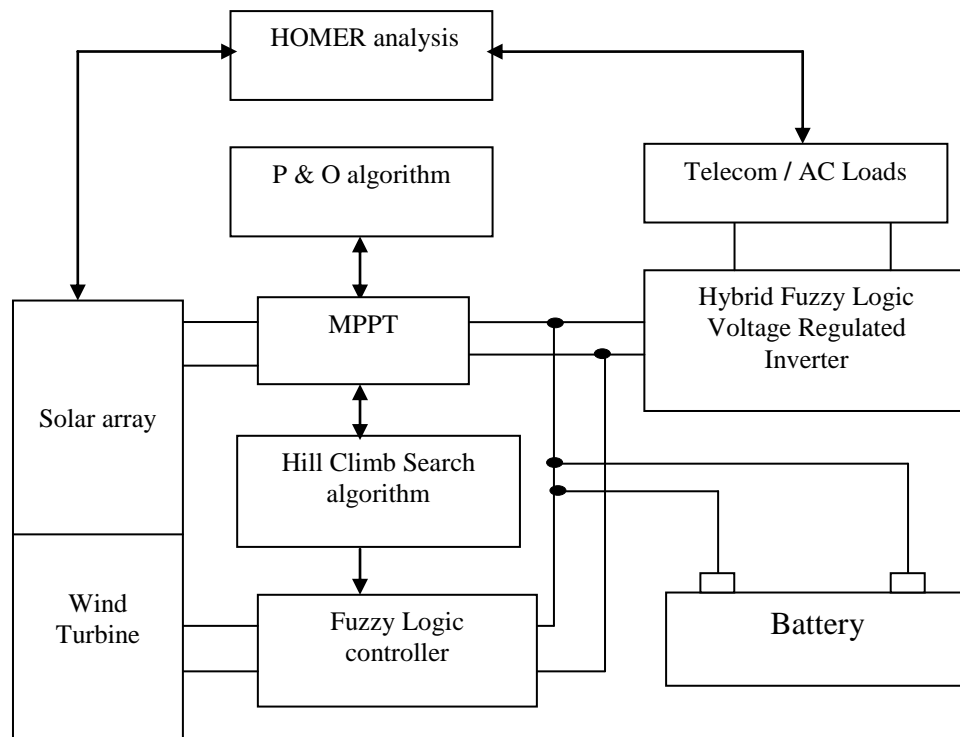 HOMER analysis
P & O algorithm
Telecom / AC Loads
MPPT
Hybrid Fuzzy Logic
Voltage Regulated
Inverter
Solar array
Hill Climb Search
algorithm
Wind
Turbine
Fuzzy Logic
controller
Battery